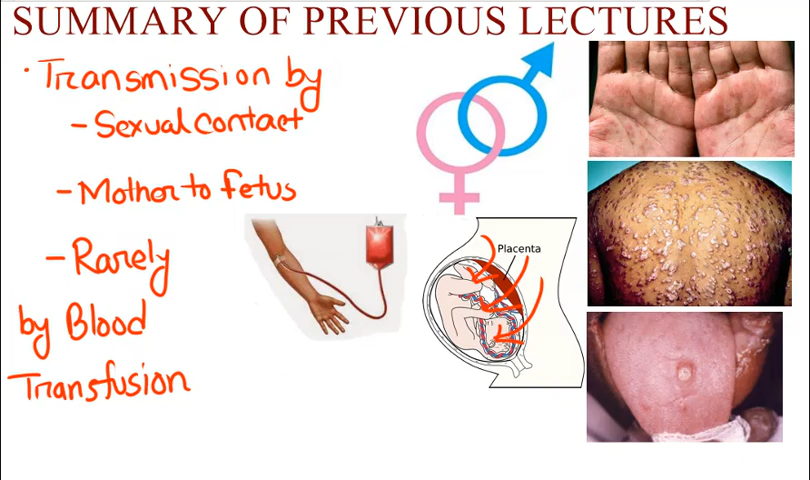 SUMMARY OF PREVIOUS LECTURES
· Transmission by
- Sexual contact
- Mother to fetus
Placenta
- Rarely
by Blood
Transfusion